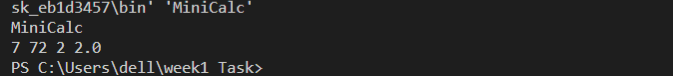 sk_eb1d3457\bin' 'MiniCalc'
MiniCalc
7 72 2 2.0
PS C:\Users\dell\week1 Task>